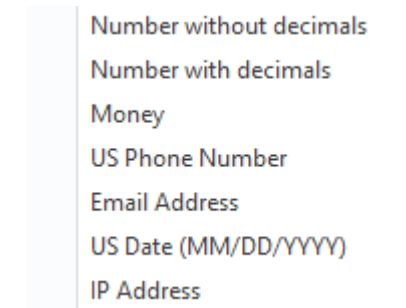 Number without decimals
Number with decimals
Money
US Phone Number
Email Address
US Date (MM/DD/YYYY)
IP Address